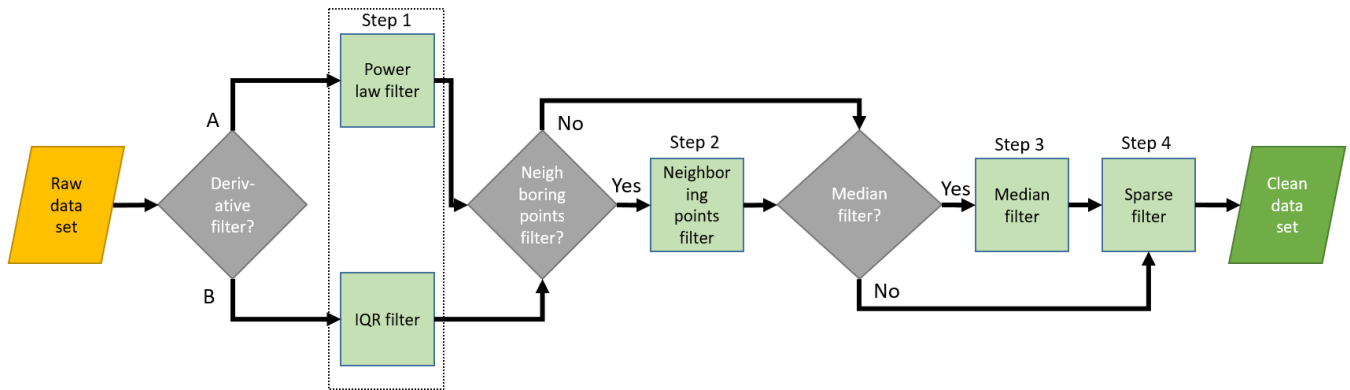 Step 1
Power
law filter
A
No
Step 2
Step 3
Step 4
Raw
data
set
Deriv-
ative
filter?
Neigh
boring
points
filter?
Yes
Neighbor
ing
points
filter
Median
filter?
Yes
Median
filter
Sparse
filter
Clean
data
set
B
IQR filter
No